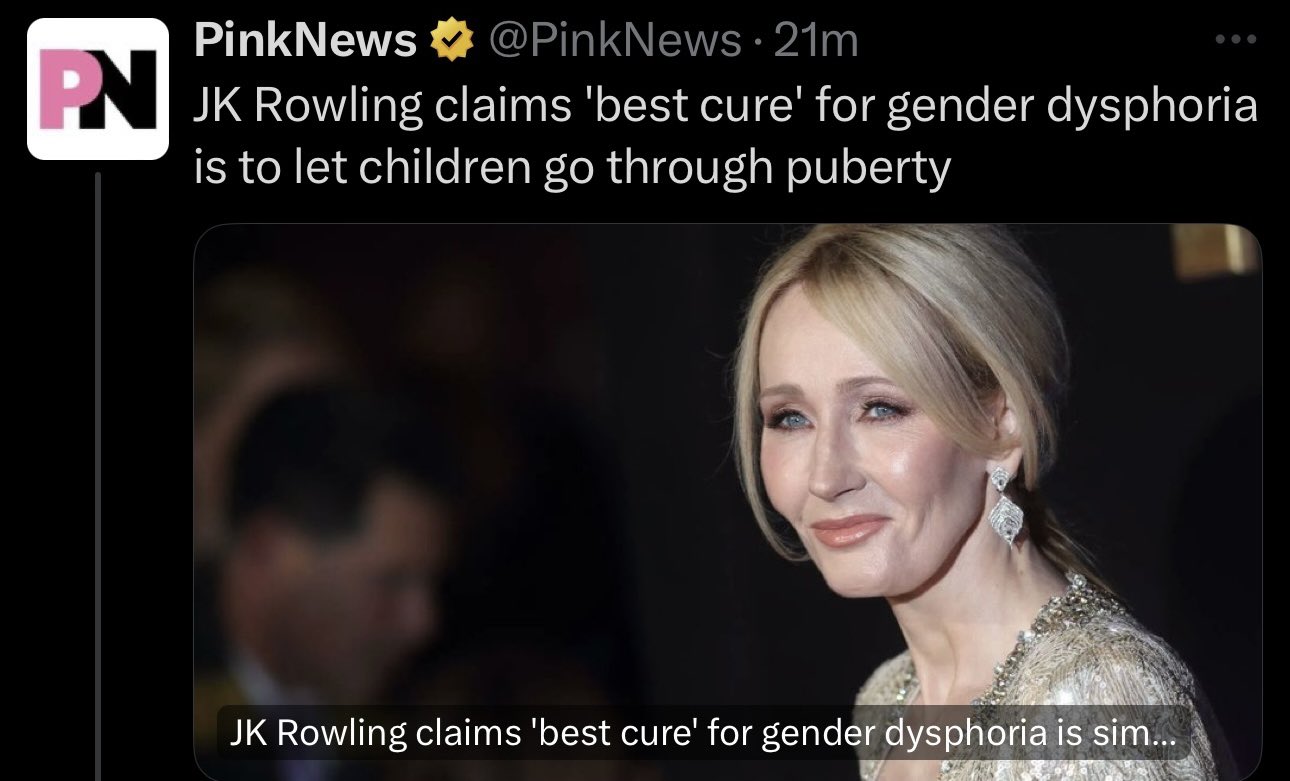 PN
PinkNews @PinkNews · 21m
JK Rowling claims 'best cure' for gender dysphoria
is to let children go through puberty
JK Rowling claims 'best cure' for gender dysphoria is sim...